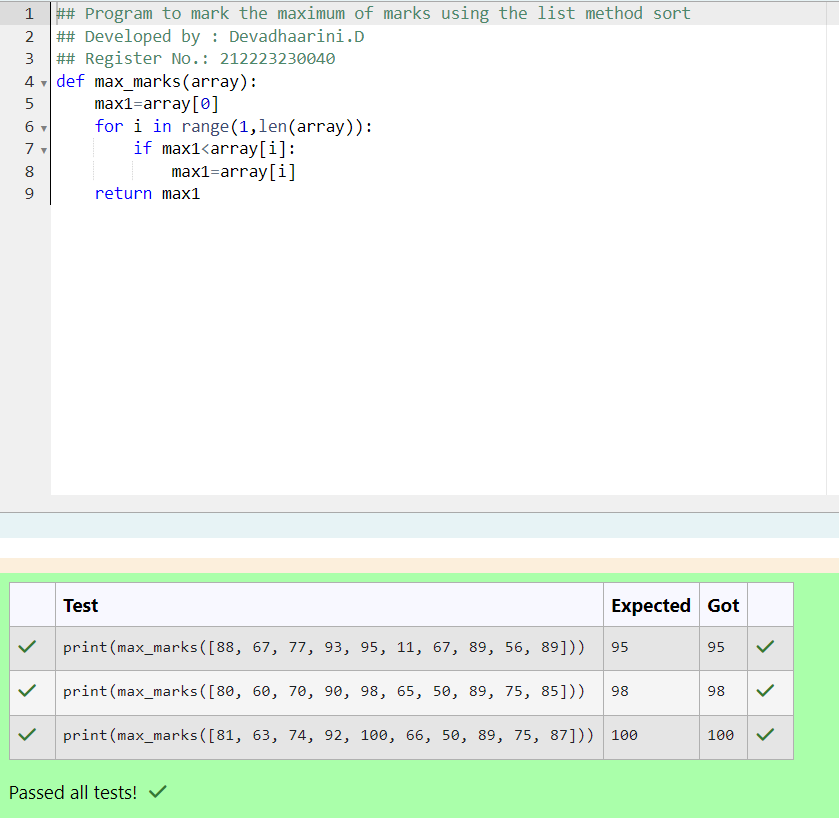 1 ## Program to mark the maximum of marks using the list method sort
2 ## Developed by : Devadhaarini.D
3 ## Register No.: 212223230040
4 def max_marks(array):
5     max1=array[0]
6     for i in range(1,len(array)):
7         if max1<array[i]:
8             max1=array[i]
9     return max1
Test Expected Got
print(max_marks([88, 67, 77, 93, 95, 11, 67, 89, 56, 89])) 95 95
print(max_marks([80, 60, 70, 90, 98, 65, 50, 89, 75, 85])) 98 98
print(max_marks([81, 63, 74, 92, 100, 66, 50, 89, 75, 87])) 100 100
Passed all tests!